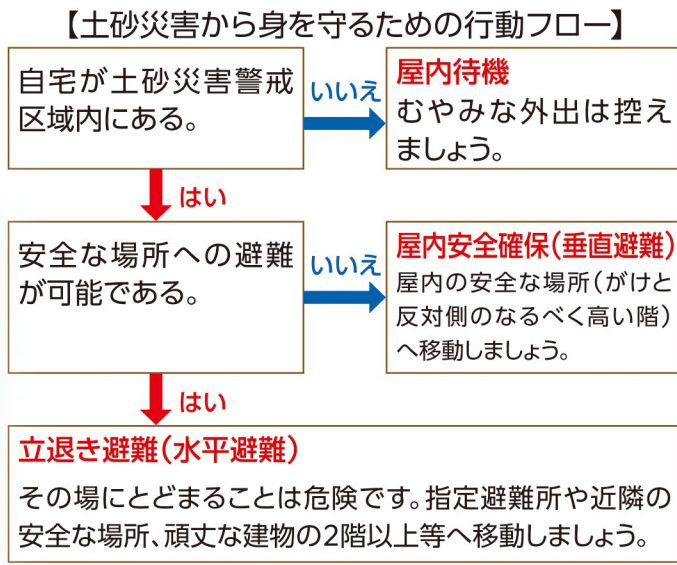 【土砂災害から身を守るための行動フロー】
自宅が土砂災害警戒
区域内にある。
いいえ
屋内待機
むやみな外出は控え
ましょう。
はい
安全な場所への避難
が可能である。
いいえ
屋内安全確保(垂直避難)
屋内の安全な場所(がけと
反対側のなるべく高い階)
へ移動しましょう。
はい
立退き避難(水平避難)
その場にとどまることは危険です。指定避難所や近隣の
安全な場所、頑丈な建物の2階以上等へ移動しましょう。